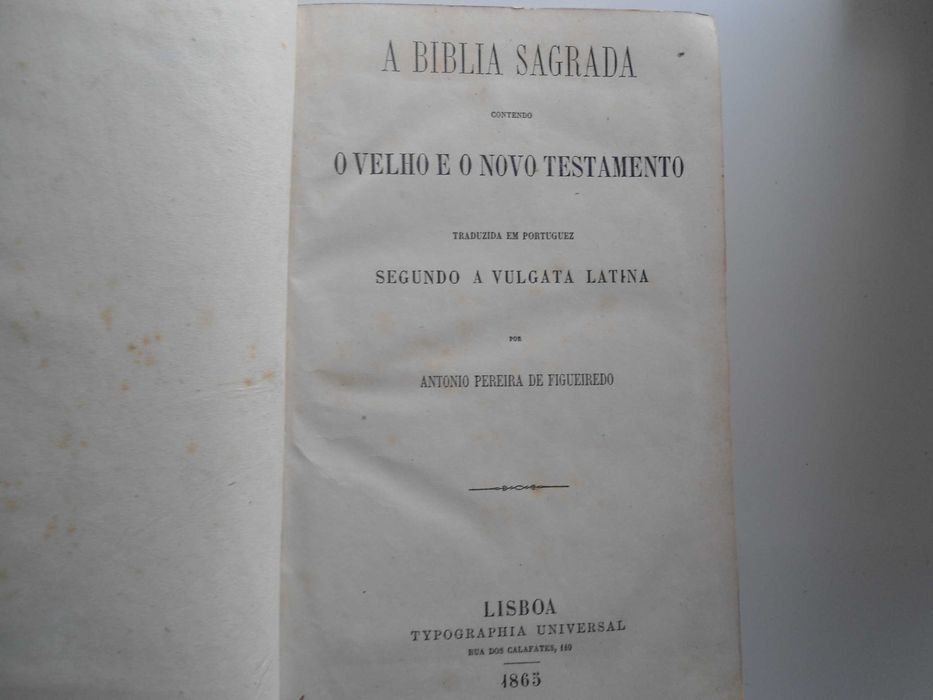 A BIBLIA SAGRADA
CONTENDO
O VELHO E O NOVO TESTAMENTO
TRADUZIDA EM PORTUGUEZ
SEGUNDO A VULGATA LATINA
POR
ANTONIO PEREIRA DE FIGUEIREDO
LISBOA
TYPOGRAPHIA UNIVERSAL
RUA DOS CALAFATES, 110
1865